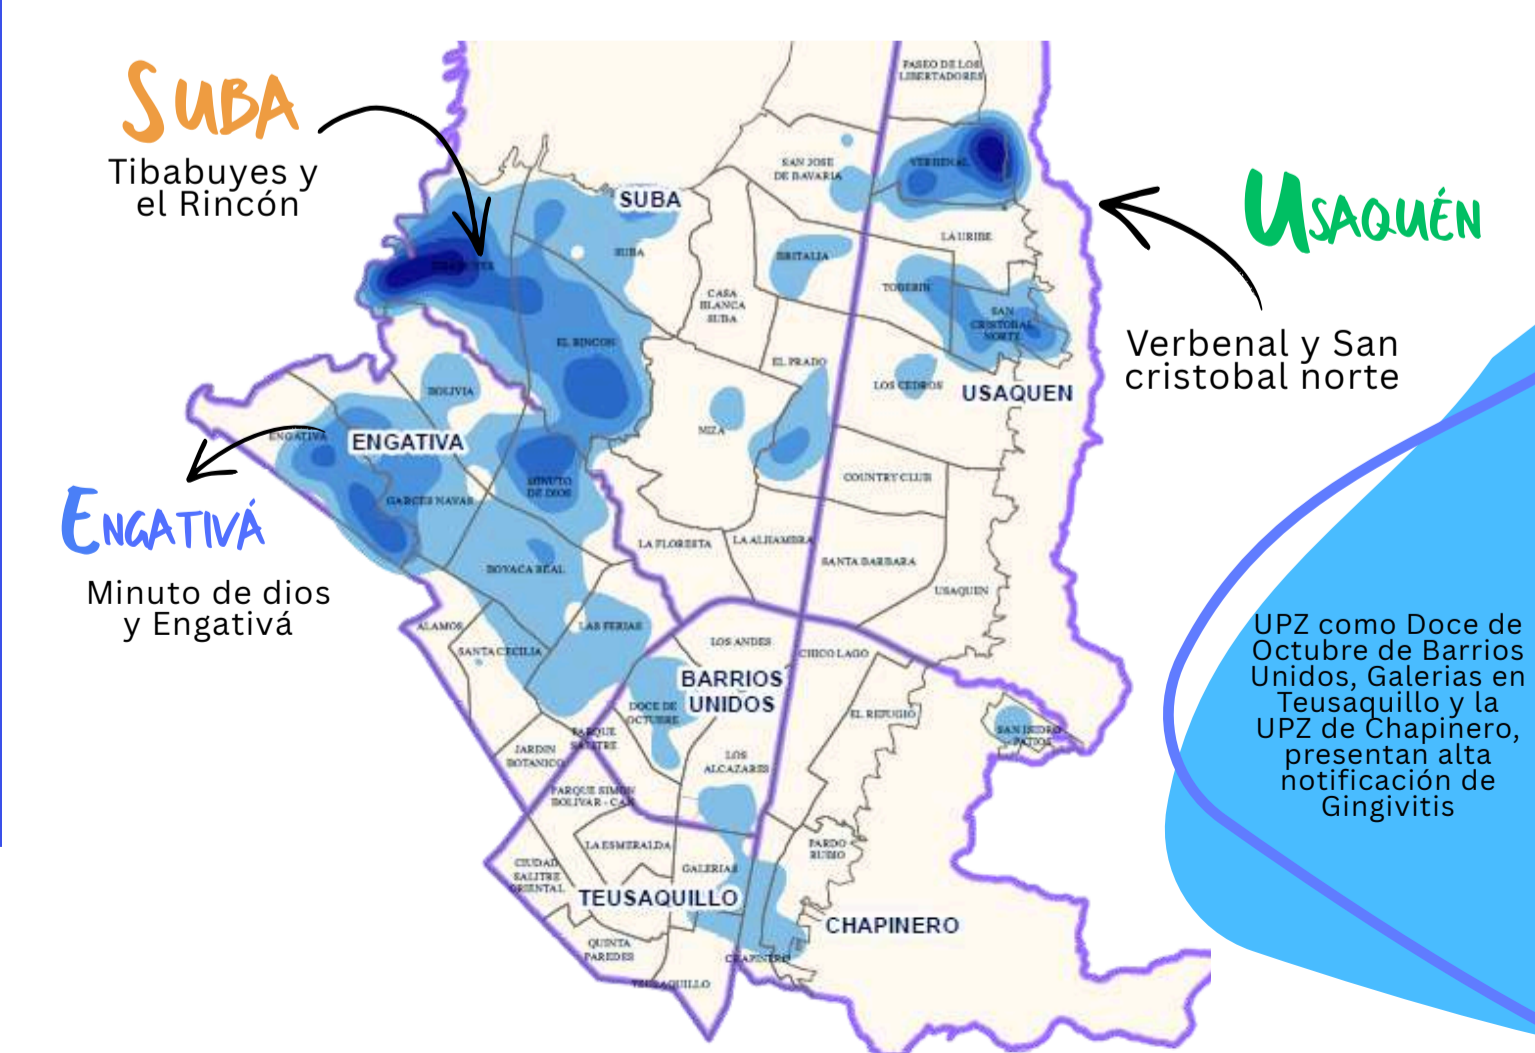 SUBA
Tibabuyes y
el Rincón
PASEO DE LOS
LIBERTADORES
SAN JOSE
DE BAVARIA
VERBENAL
SUBA
SUBA
LA URIBE
USAQUÉN
BRITALIA
TOBERIN
CASA
BLANCA
SUBA
SAN
CRISTOBAL
NORTE
Verbenal y San
cristobal norte
EL RINCON
EL PRADO
LOS CEDROS
USAQUEN
BOLIVIA
NIZA
ENGATIVA
ENGATIVA
COUNTRY CLUB
MINUTO
DE DIOS
GARCES NAVAS
ENGATIVÁ
Minuto de dios
y Engativá
LA FLORESTA
LA ALHAMBRA
SANTA BARBARA
BOYACA REAL
USAQUEN
ALAMOS
LAS FERIAS
SANTA CECILIA
LOS ANDES
CHICO LAGO
BARRIOS
UNIDOS
DOCE DE
OCTUBRE
EL REFUGIO
SAN ISIDRO
- PATIOS
PARQUE
SALITRE
JARDIN
BOTANICO
LOS
ALCAZARES
PARQUE SIMON
BOLIVAR - CAN
LA ESMERALDA
PARDO
RUBIO
CIUDAD
SALITRE
ORIENTAL
GALERIAS
TEUSAQUILLO
CHAPINERO
QUINTA
PAREDES
CHAPINERO
TEUSAQUILLO
UPZ como Doce de
Octubre de Barrios
Unidos, Galerias en
Teusaquillo y la
UPZ de Chapinero,
presentan alta
notificación de
Gingivitis